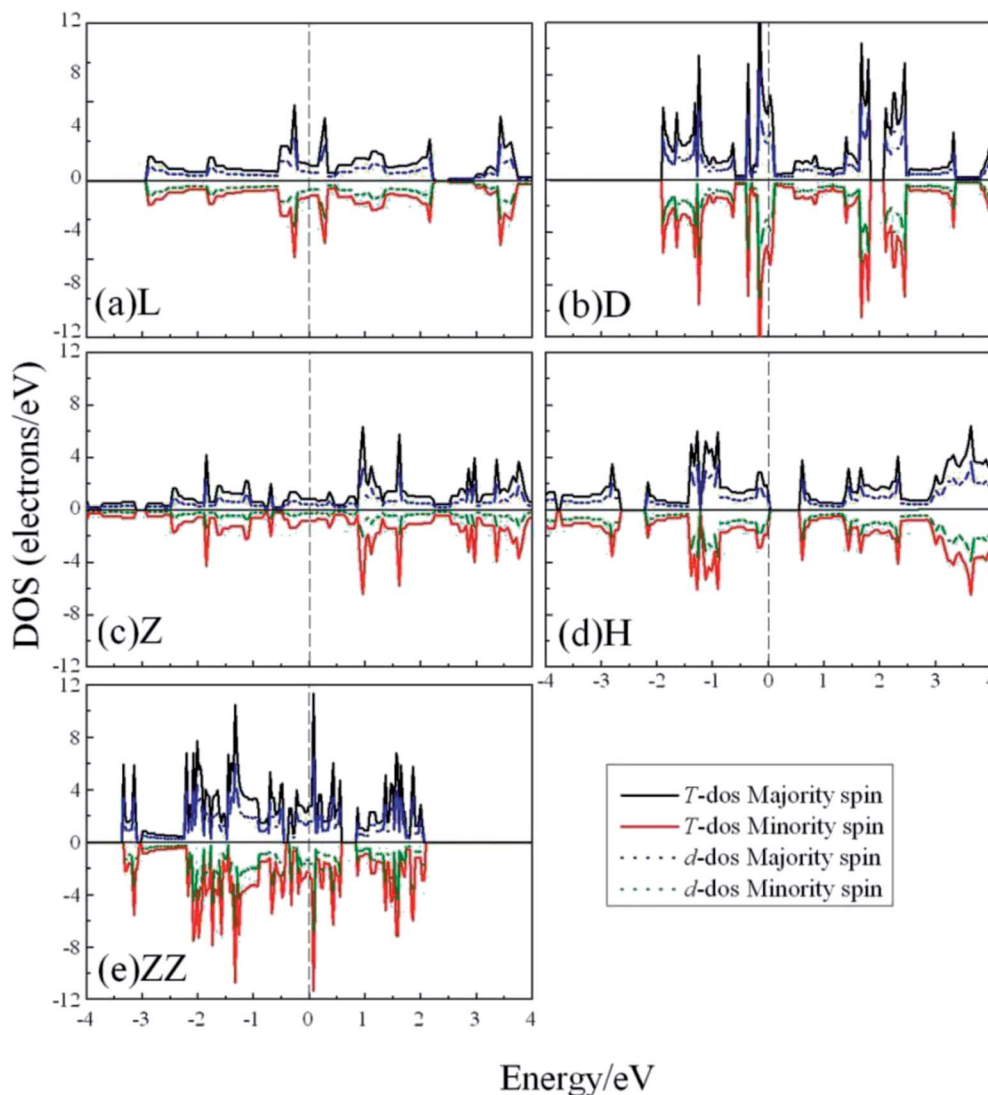 12
8
4
0
-4
-8
-12
(a)L
(b)D
12
8
4
0
-4
-8
-12
(c)Z
(d)H
-4 -3 -2 -1 0 1 2 3 4
12
8
4
0
-4
-8
-12
(e)ZZ
-4 -3 -2 -1 0 1 2 3 4
DOS (electrons/eV)
T-dos Majority spin
T-dos Minority spin
d-dos Majority spin
d-dos Minority spin
Energy/eV